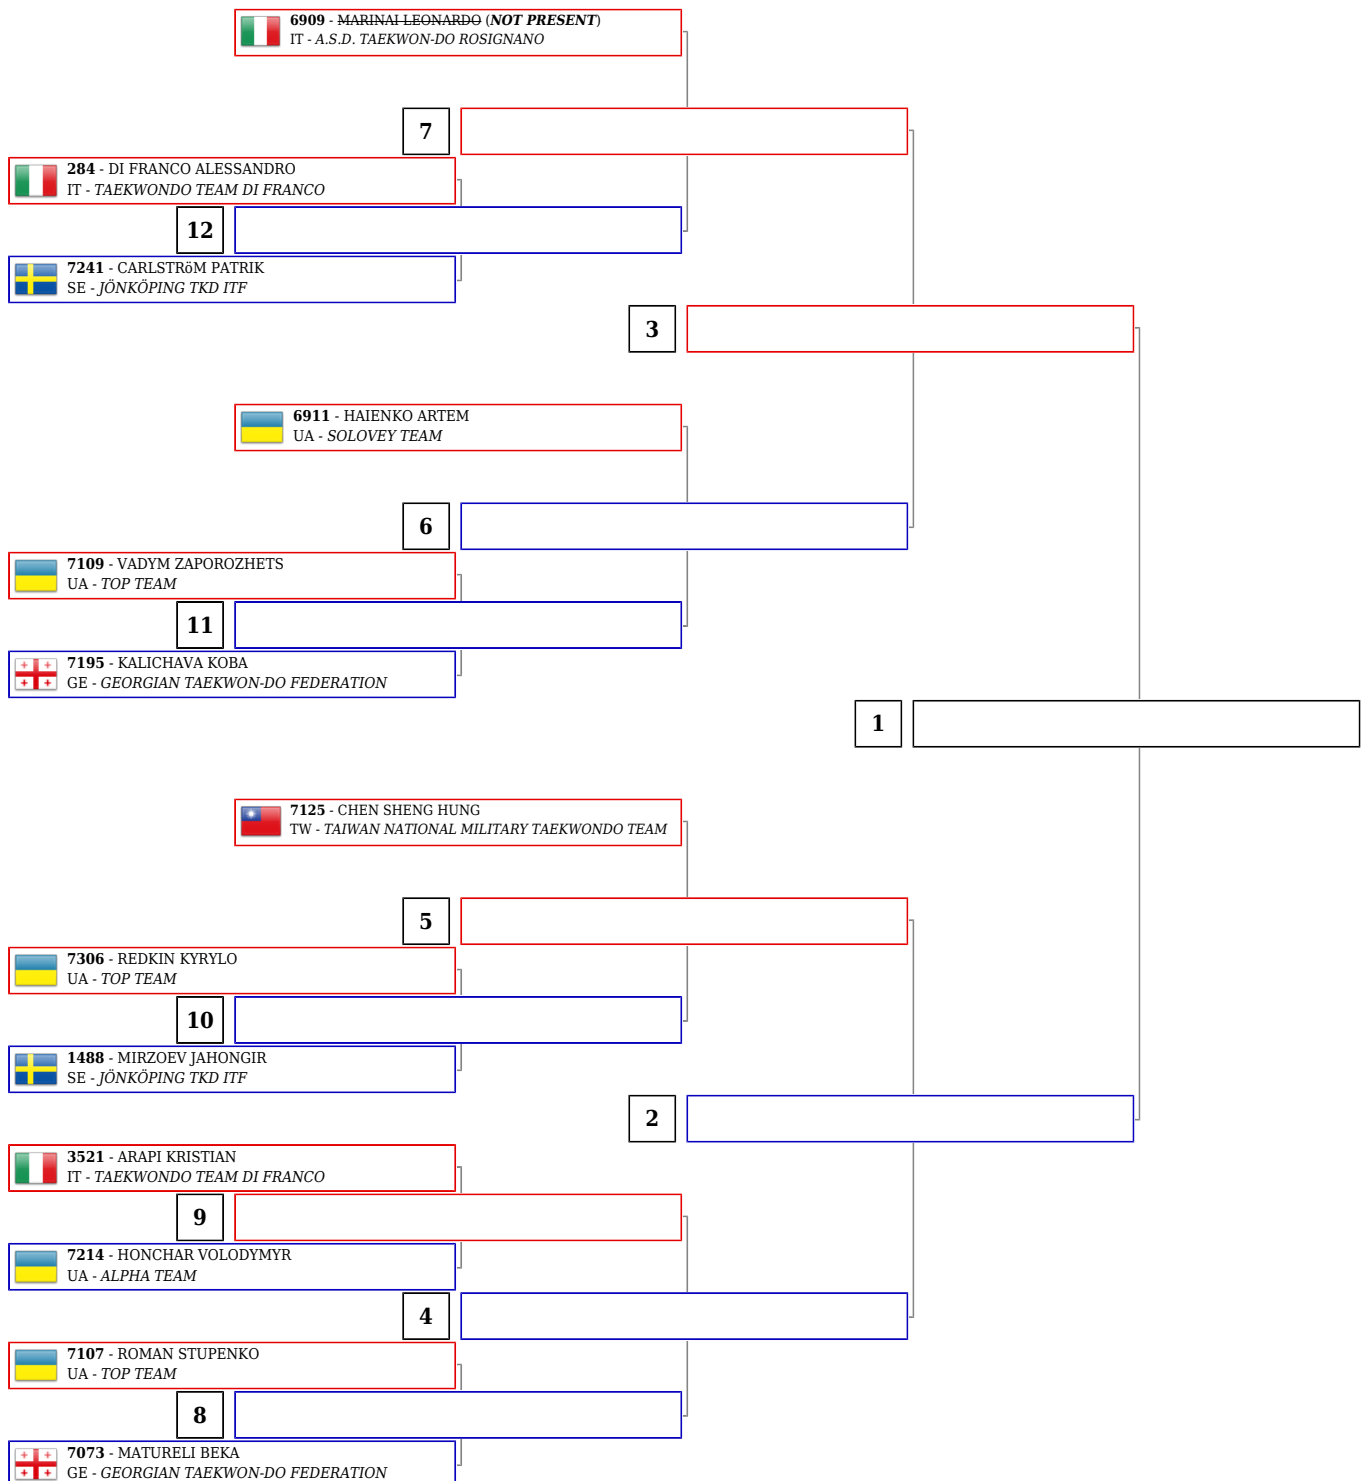 6909 - MARINAI LEONARDO (NOT PRESENT)
IT - A.S.D. TAEKWON-DO ROSIGNANO
7
284 - DI FRANCO ALESSANDRO
IT - TAEKWONDO TEAM DI FRANCO
12
7241 - CARLSTRöM PATRIK
SE - JÖNKÖPING TKD ITF
3
6911 - HAIENKO ARTEM
UA - SOLOVEY TEAM
6
7109 - VADYM ZAPOROZHETS
UA - TOP TEAM
11
7195 - KALICHAVA KOBA
GE - GEORGIAN TAEKWON-DO FEDERATION
1
7125 - CHEN SHENG HUNG
TW - TAIWAN NATIONAL MILITARY TAEKWONDO TEAM
5
7306 - REDKIN KYRYLO
UA - TOP TEAM
10
1488 - MIRZOEV JAHONGIR
SE - JÖNKÖPING TKD ITF
2
3521 - ARAPI KRISTIAN
IT - TAEKWONDO TEAM DI FRANCO
9
7214 - HONCHAR VOLODYMYR
UA - ALPHA TEAM
4
7107 - ROMAN STUPENKO
UA - TOP TEAM
8
7073 - MATURELI BEKA
GE - GEORGIAN TAEKWON-DO FEDERATION